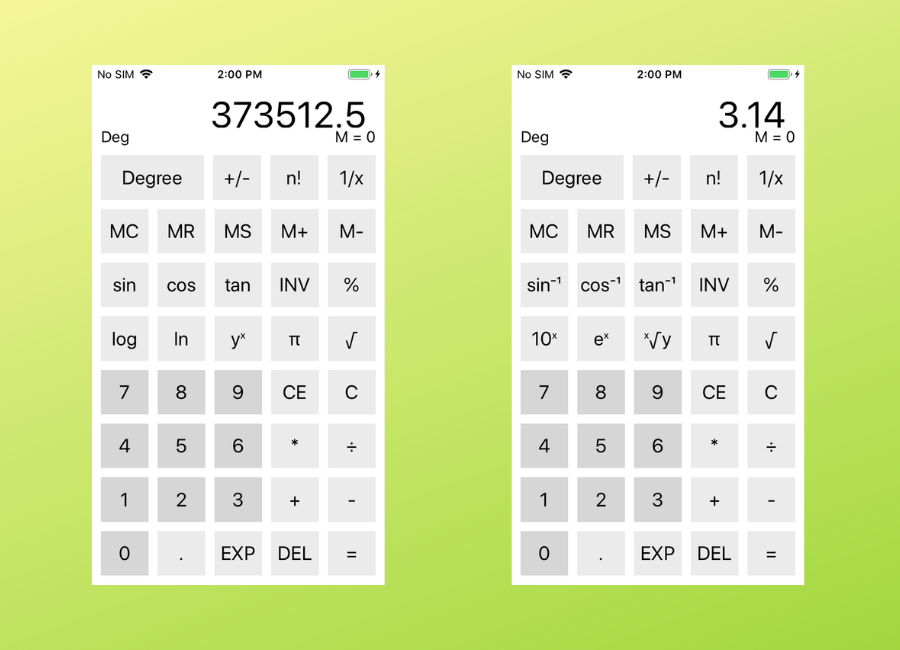 No SIM 2:00 PM
373512.5
Deg M = 0
Degree +/- n! 1/x
MC MR MS M+ M-
sin cos tan INV %
log ln yˣ π √
7 8 9 CE C
4 5 6 * ÷
1 2 3 + -
0 . EXP DEL =
No SIM 2:00 PM
3.14
Deg M = 0
Degree +/- n! 1/x
MC MR MS M+ M-
sin⁻¹ cos⁻¹ tan⁻¹ INV %
10ˣ eˣ ˣ√y π √
7 8 9 CE C
4 5 6 * ÷
1 2 3 + -
0 . EXP DEL =